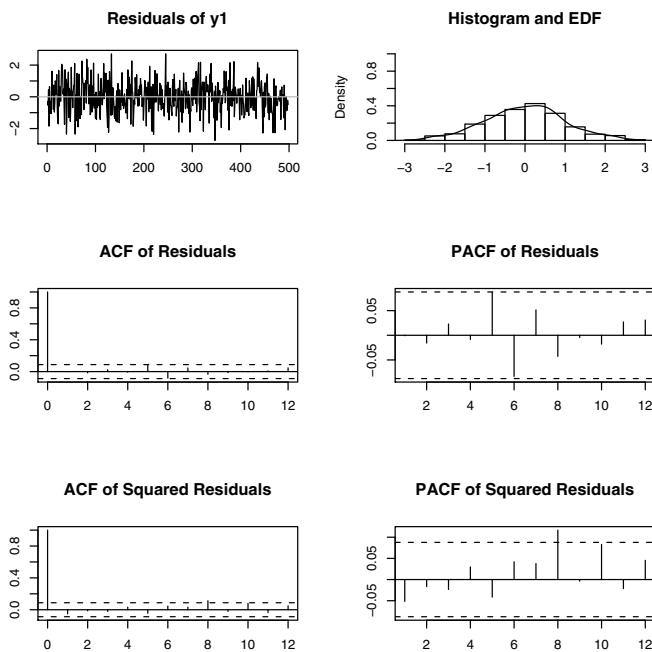 Residuals of y1
2
0
−2
0 100 200 300 400 500
Histogram and EDF
Density
0.8
0.4
0.0
−3 −2 −1 0 1 2 3
ACF of Residuals
0.8
0.4
0.0
0 2 4 6 8 10 12
PACF of Residuals
0.05
−0.05
2 4 6 8 10 12
ACF of Squared Residuals
0.8
0.4
0.0
0 2 4 6 8 10 12
PACF of Squared Residuals
0.05
−0.05
2 4 6 8 10 12